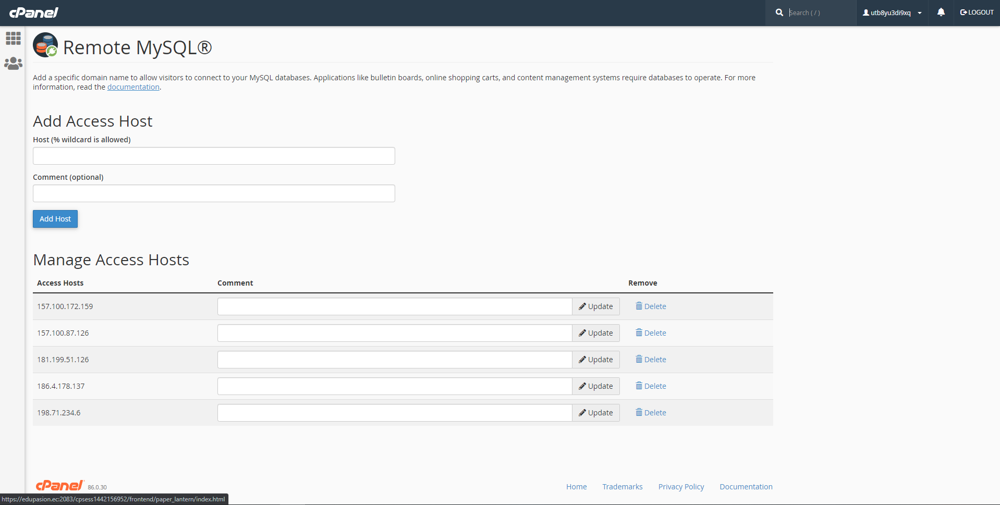 cPanel
Search ( / )
utb8yu3di9xq
LOGOUT
Remote MySQL®
Add a specific domain name to allow visitors to connect to your MySQL databases. Applications like bulletin boards, online shopping carts, and content management systems require databases to operate. For more
information, read the documentation.
Add Access Host
Host (% wildcard is allowed)
Comment (optional)
Add Host
Manage Access Hosts
Access Hosts Comment Remove
157.100.172.159 Update Delete
157.100.87.126 Update Delete
181.199.51.126 Update Delete
186.4.178.137 Update Delete
198.71.234.6 Update Delete
cPanel 86.0.30
Home Trademarks Privacy Policy Documentation
https://edupasion.ec:2083/cpsess1442156952/frontend/paper_lantern/index.html